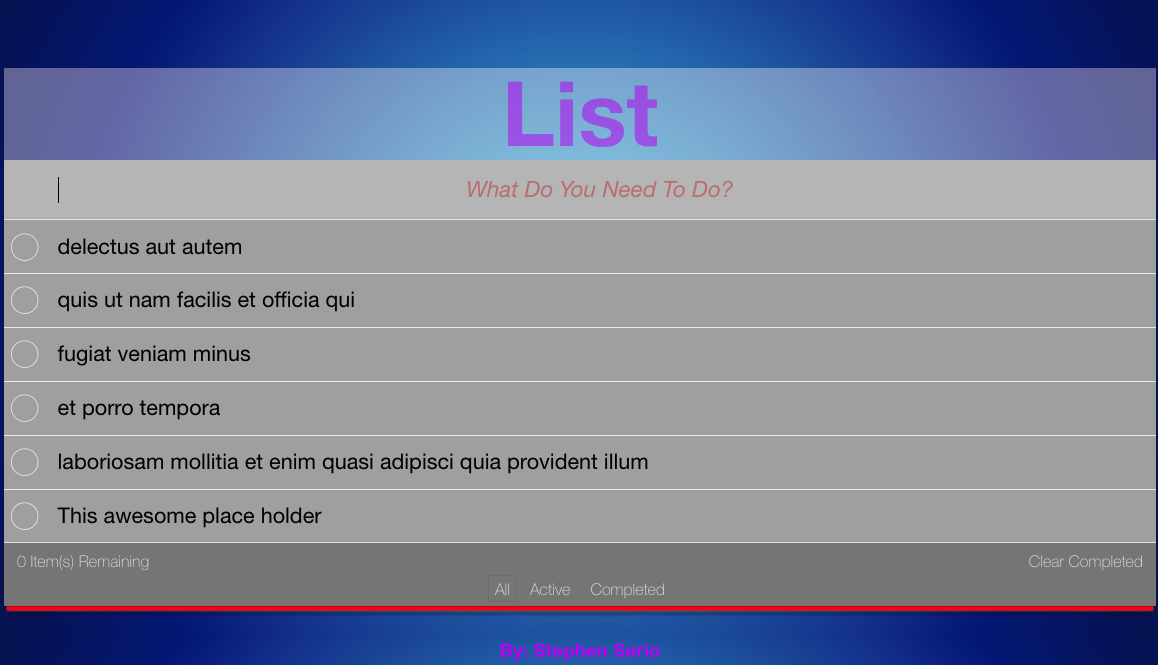 List
What Do You Need To Do?
delectus aut autem
quis ut nam facilis et officia qui
fugiat veniam minus
et porro tempora
laboriosam mollitia et enim quasi adipisci quia provident illum
This awesome place holder
0 Item(s) Remaining Clear Completed
All Active Completed
By: Stephen Serio